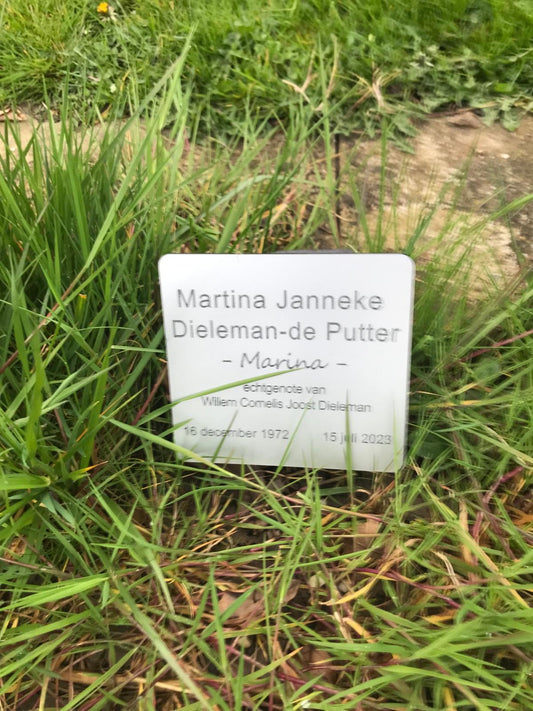 Martina Janneke
Dieleman-de Putter
- Marina -
echtgenote van
Willem Cornelis Joost Dieleman
16 december 1972 15 juli 2023